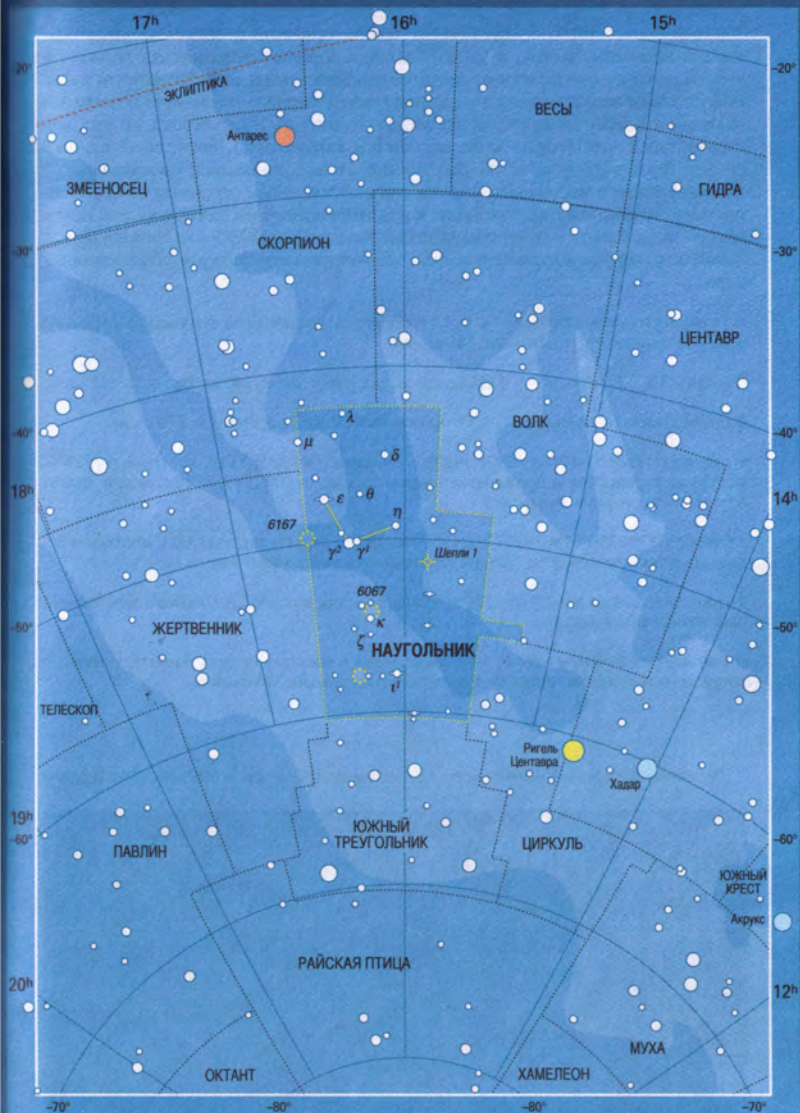 17h
16h
15h
-20°
-20°
ЭКЛИПТИКА
ВЕСЫ
Антарес
ЗМЕЕНОСЕЦ
ГИДРА
СКОРПИОН
-30°
-30°
ЦЕНТАВР
λ
ВОЛК
-40°
μ
-40°
δ
18h
ε
θ
14h
η
6167
γ²
γ¹
Шепли 1
6067
κ
-50°
ЖЕРТВЕННИК
-50°
ζ
НАУГОЛЬНИК
ι¹
ТЕЛЕСКОП
Ригель
Центавра
Хадар
19h
-60°
ЮЖНЫЙ
ТРЕУГОЛЬНИК
ЦИРКУЛЬ
-60°
ПАВЛИН
ЮЖНЫЙ
КРЕСТ
Акрукс
РАЙСКАЯ ПТИЦА
20h
12h
МУХА
ОКТАНТ
ХАМЕЛЕОН
-70°
-80°
-80°
-70°